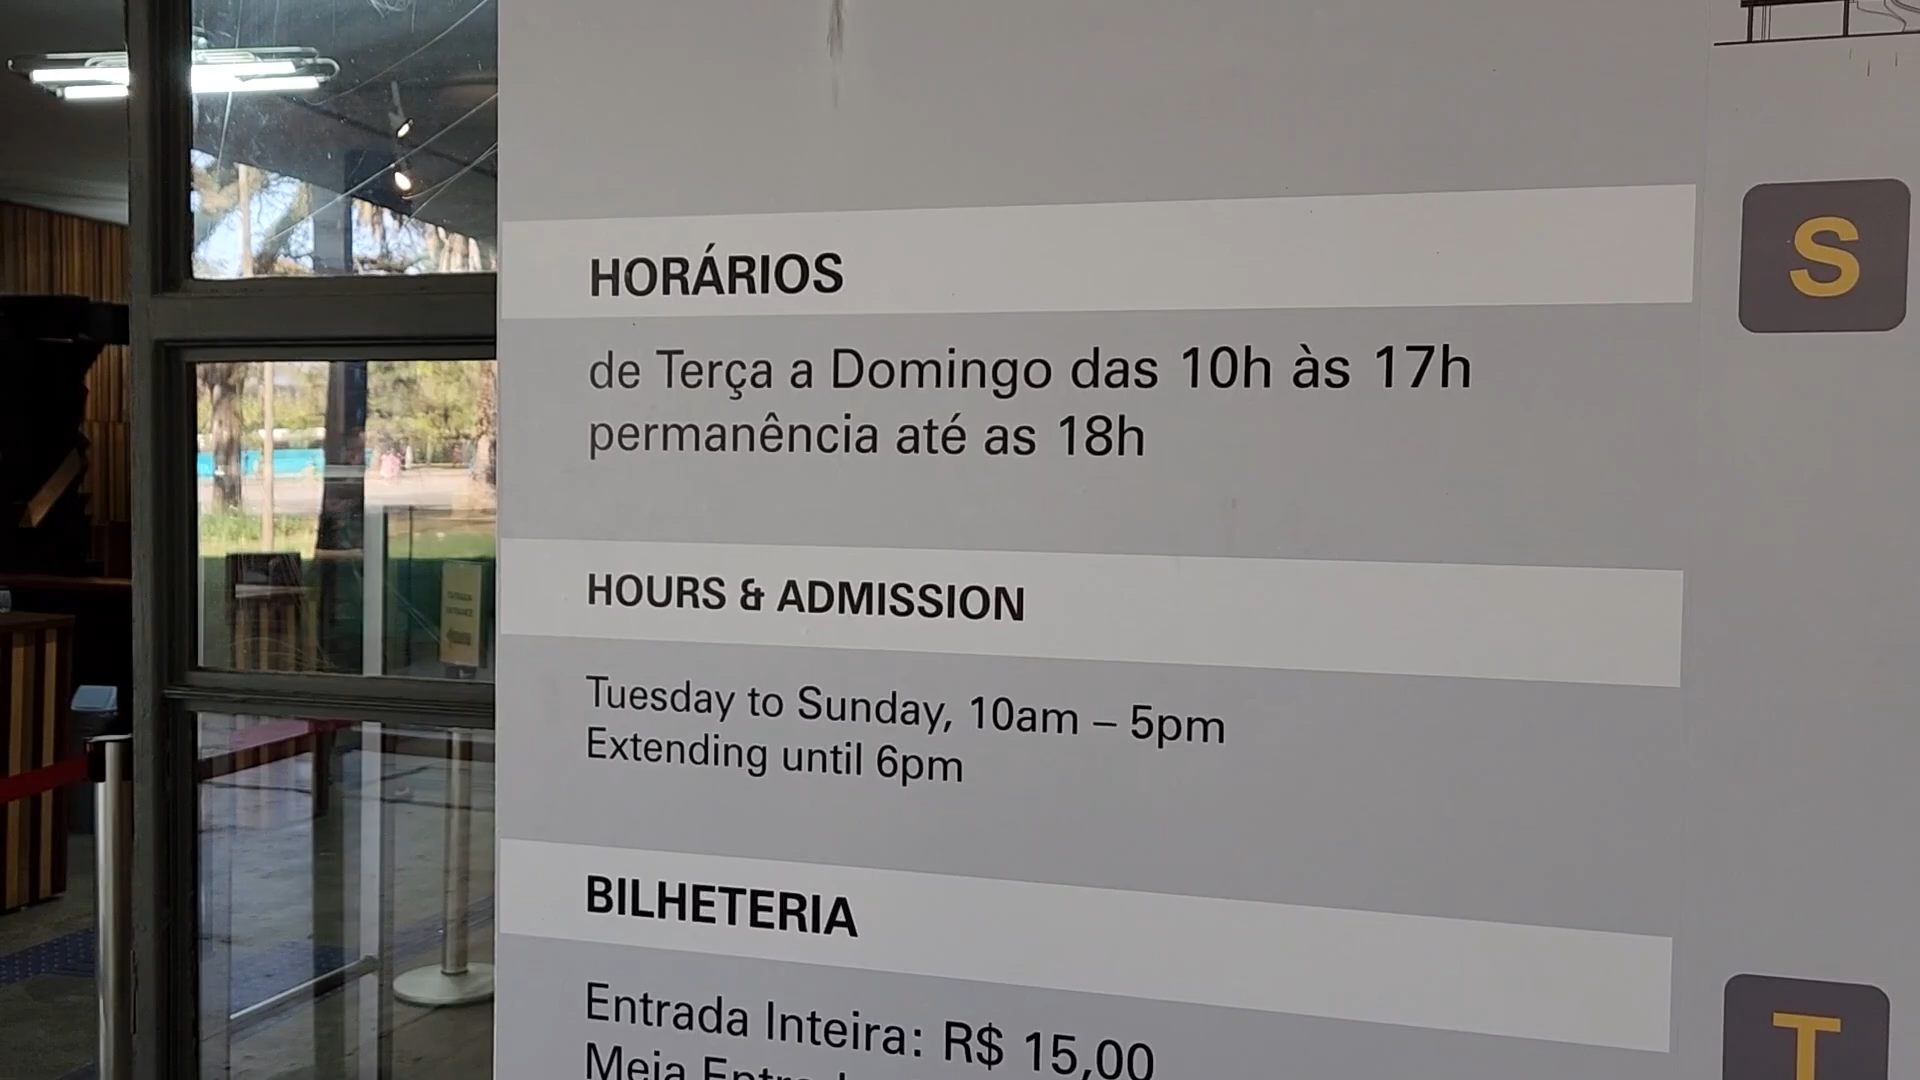 HORÁRIOS
de Terça a Domingo das 10h às 17h
permanência até as 18h
HOURS & ADMISSION
Tuesday to Sunday, 10am – 5pm
Extending until 6pm
BILHETERIA
Entrada Inteira: R$ 15,00
Meia
S
T